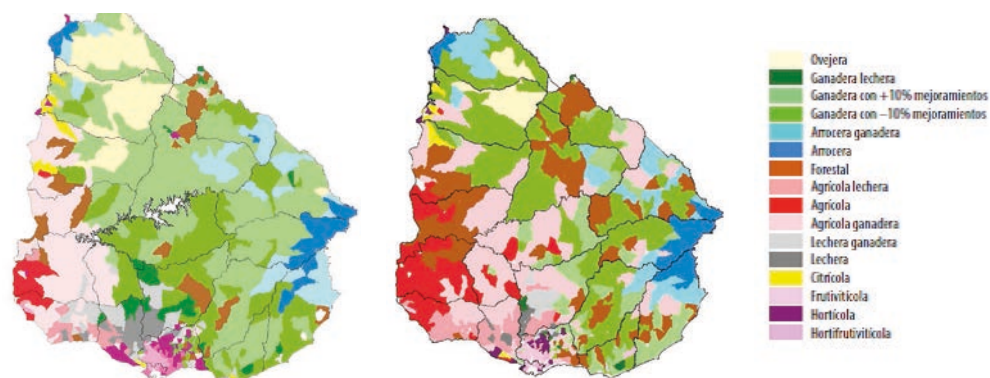 Ovejera
Ganadera lechera
Ganadera con +10% mejoramientos
Ganadera con –10% mejoramientos
Arrocera ganadera
Arrocera
Forestal
Agrícola lechera
Agrícola
Agrícola ganadera
Lechera ganadera
Lechera
Citrícola
Frutivitícola
Hortícola
Hortifrutivitícola